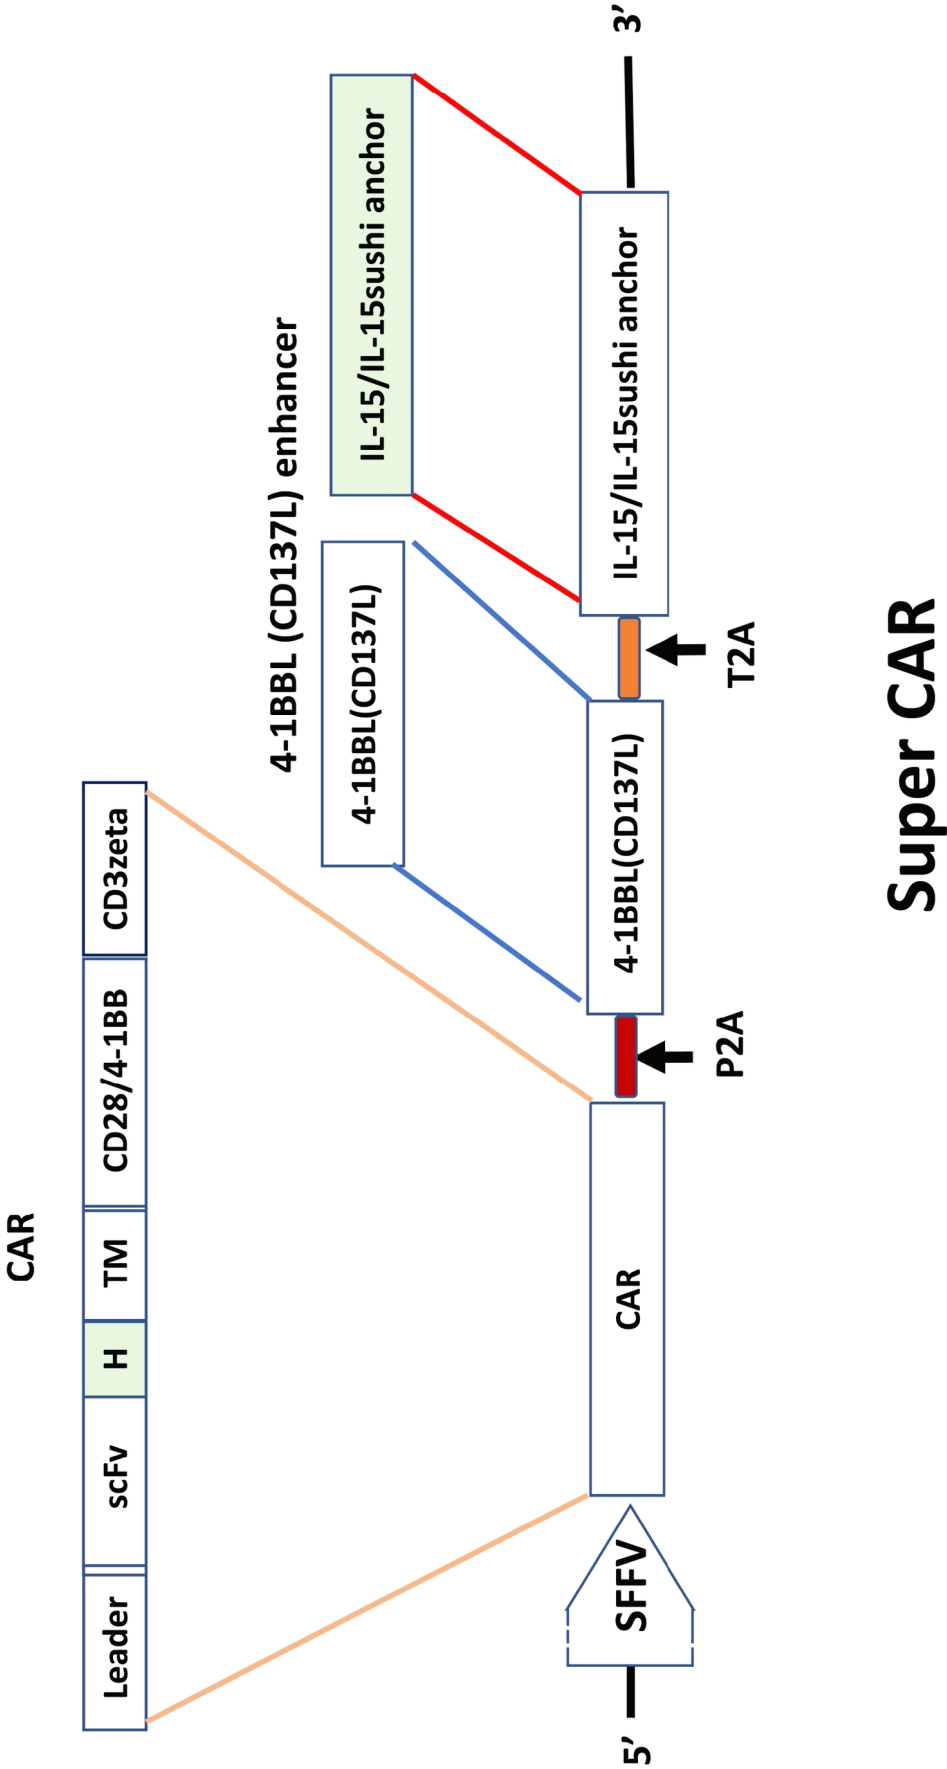 CAR
Leader
scFv
H
TM
CD28/4-1BB
CD3zeta
4-1BBL (CD137L) enhancer
4-1BBL(CD137L)
IL-15/IL-15sushi anchor
5’
SFFV
CAR
4-1BBL(CD137L)
IL-15/IL-15sushi anchor
3’
P2A
T2A
Super CAR